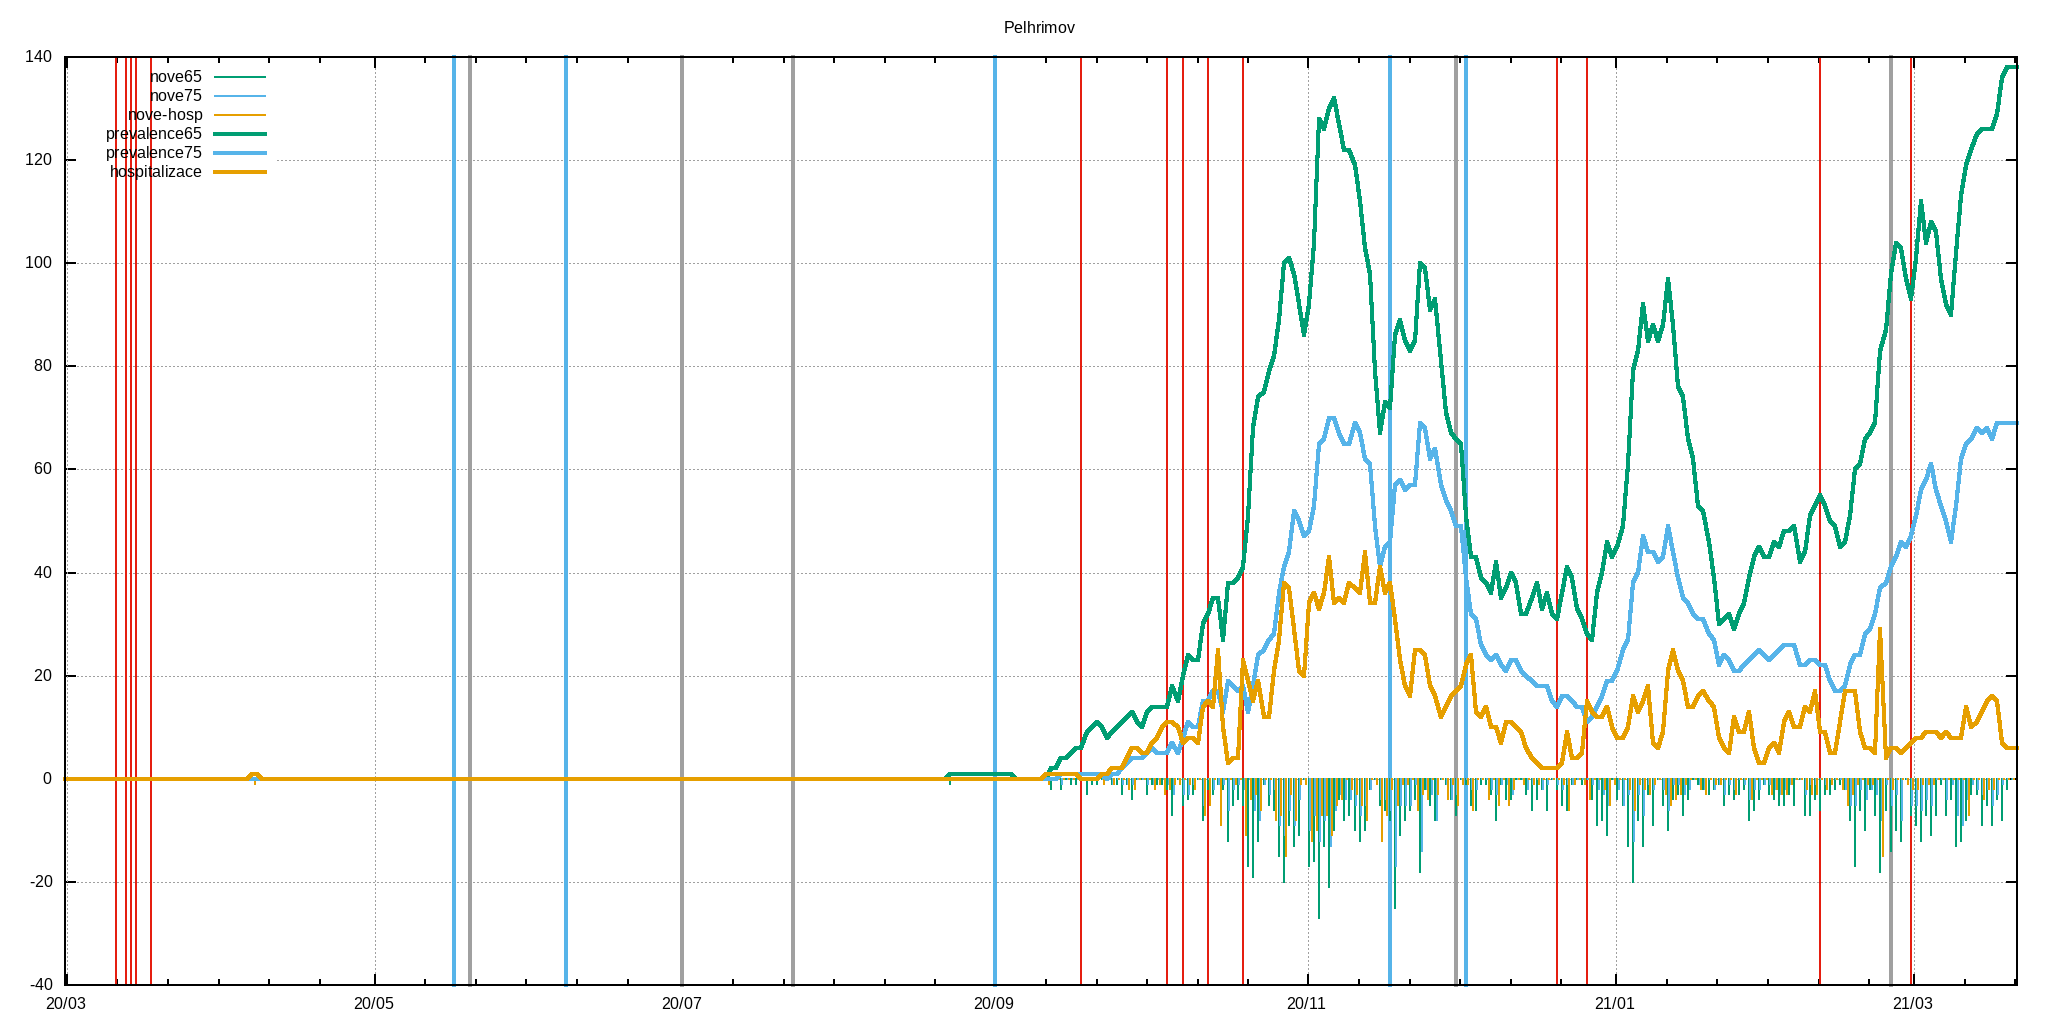 Pelhrimov
140
nove65
nove75
nove-hosp
prevalence65
prevalence75
hospitalizace
120
100
80
60
40
20
0
-20
-40
20/03 20/05 20/07 20/09 20/11 21/01 21/03